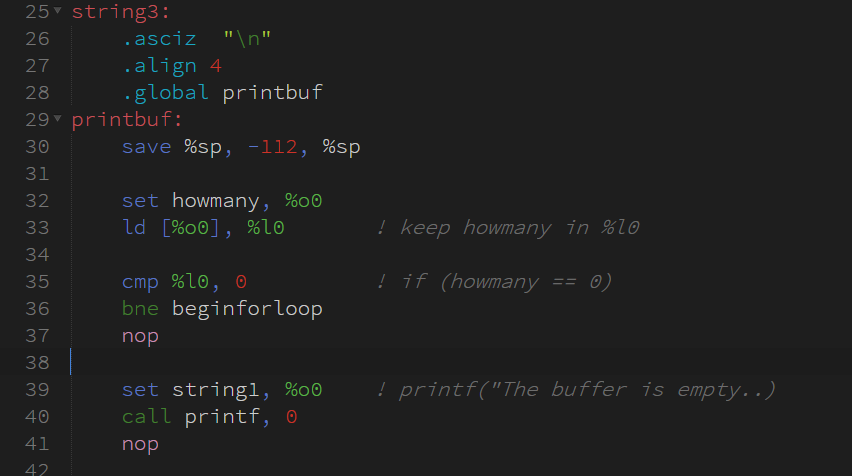 25 string3:
26 .asciz "\n"
27 .align 4
28 .global printbuf
29 printbuf:
30 save %sp, -112, %sp
31
32 set howmany, %o0
33 ld [%o0], %l0 ! keep howmany in %l0
34
35 cmp %l0, 0 ! if (howmany == 0)
36 bne beginforloop
37 nop
38
39 set string1, %o0 ! printf("The buffer is empty..)
40 call printf, 0
41 nop
42